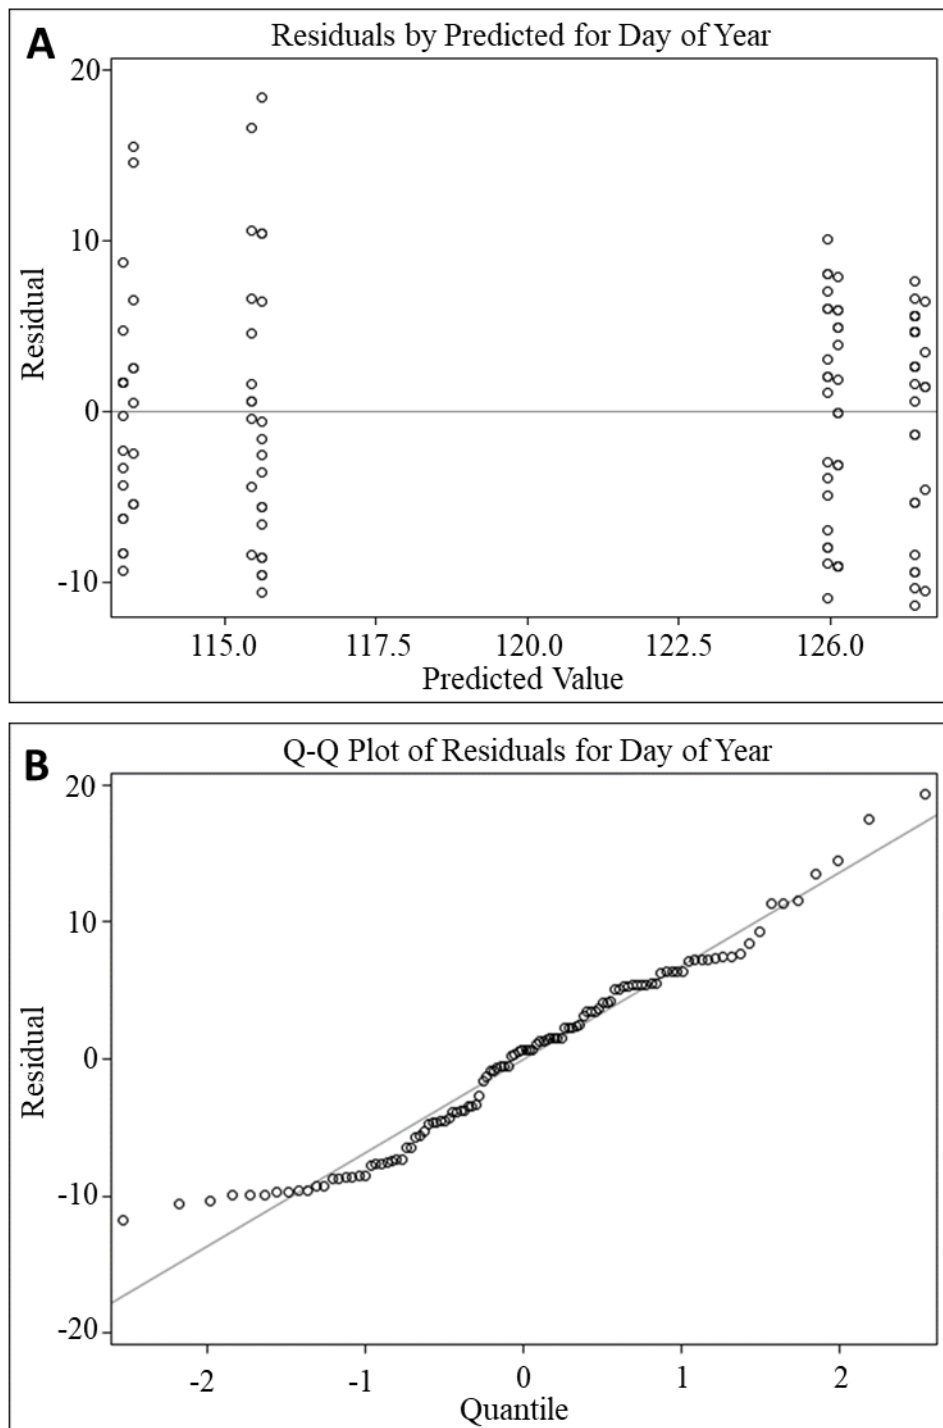 A
Residuals by Predicted for Day of Year
20
10
0
-10
Residual
115.0 117.5 120.0 122.5 126.0
Predicted Value
B
Q-Q Plot of Residuals for Day of Year
20
10
0
-10
-20
Residual
-2 -1 0 1 2
Quantile